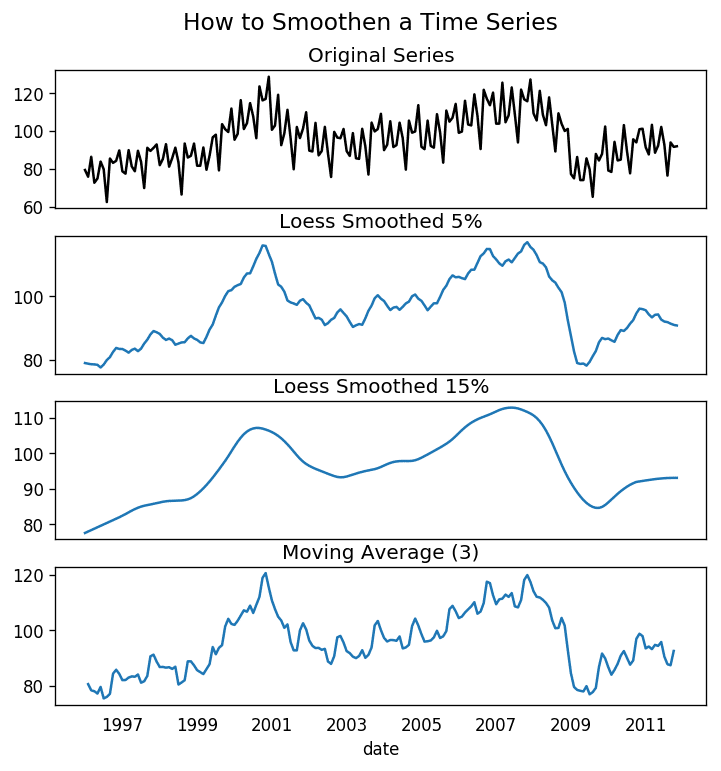 How to Smoothen a Time Series
Original Series
120
100
80
60
Loess Smoothed 5%
100
80
Loess Smoothed 15%
110
100
90
80
Moving Average (3)
120
100
80
1997 1999 2001 2003 2005 2007 2009 2011
date